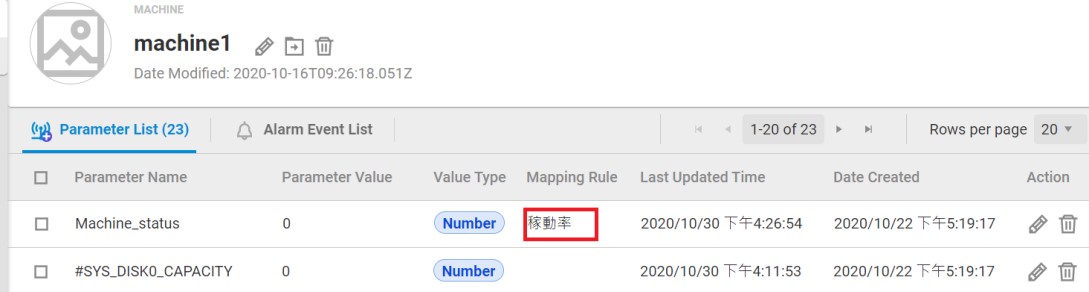 MACHINE
machine1
Date Modified: 2020-10-16T09:26:18.051Z
Parameter List (23) Alarm Event List 1-20 of 23 Rows per page 20
Parameter Name Parameter Value Value Type Mapping Rule Last Updated Time Date Created Action
Machine_status 0 Number 稼動率 2020/10/30 下午4:26:54 2020/10/22 下午5:19:17
#SYS_DISK0_CAPACITY 0 Number 2020/10/30 下午4:11:53 2020/10/22 下午5:19:17